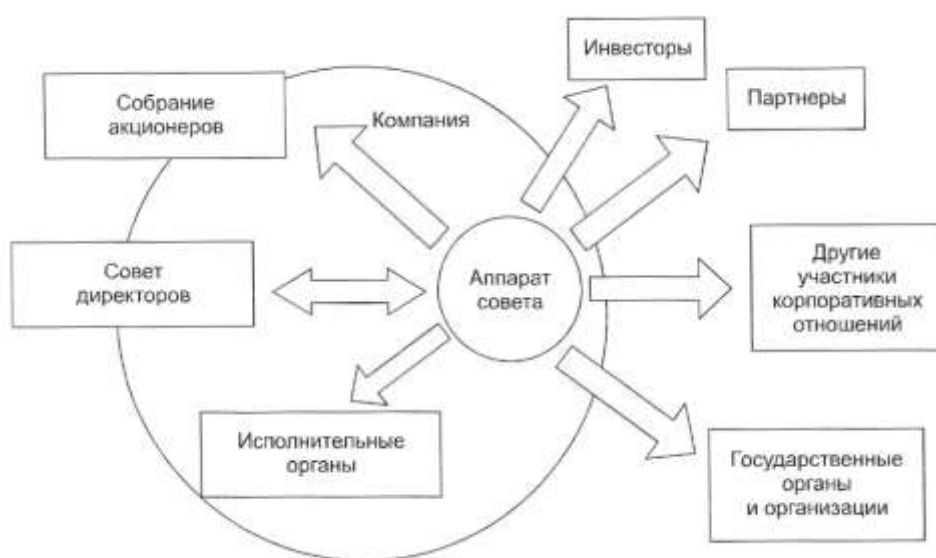 Инвесторы
Партнеры
Собрание
акционеров
Компания
Совет
директоров
Аппарат
совета
Другие
участники
корпоративных
отношений
Исполнительные
органы
Государственные
органы
и организации